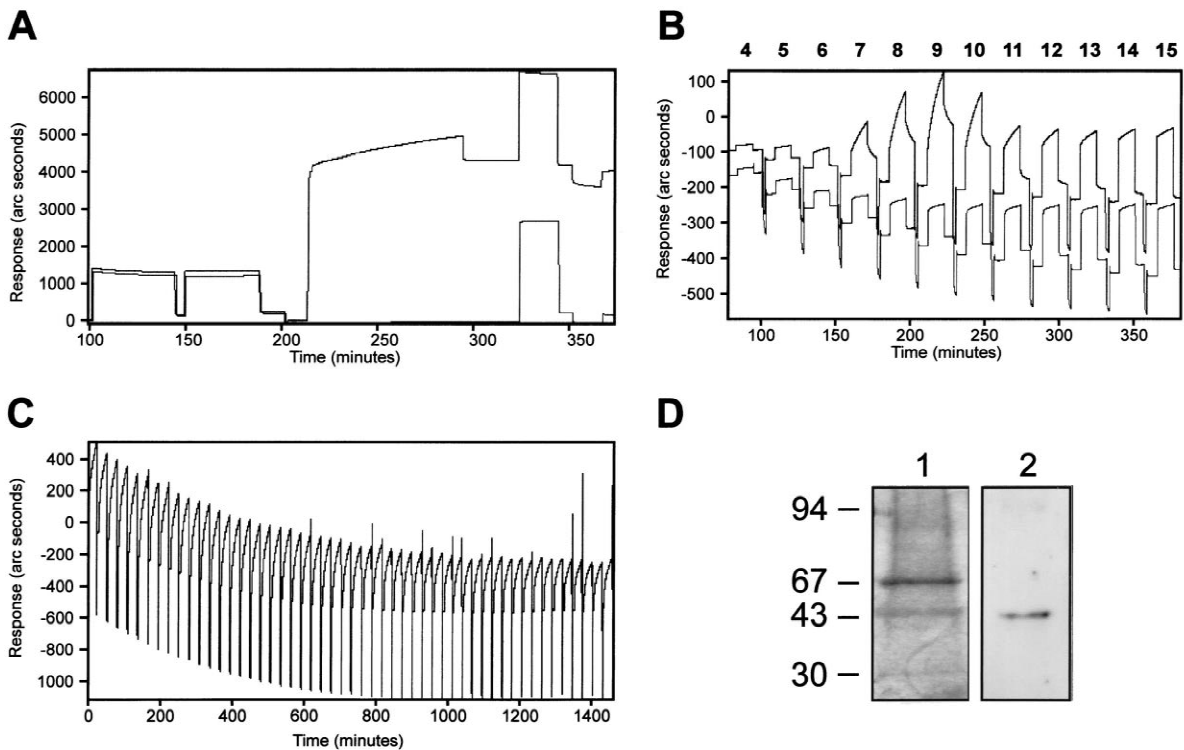 A
Response (arc seconds)
6000
5000
4000
3000
2000
1000
0
100 150 200 250 300 350
Time (minutes)
B
4 5 6 7 8 9 10 11 12 13 14 15
Response (arc seconds)
100
0
-100
-200
-300
-400
-500
100 150 200 250 300 350
Time (minutes)
C
Response (arc seconds)
400
200
0
-200
-400
-600
-800
1000
0 200 400 600 800 1000 1200 1400
Time (minutes)
D
1 2
94
67
43
30